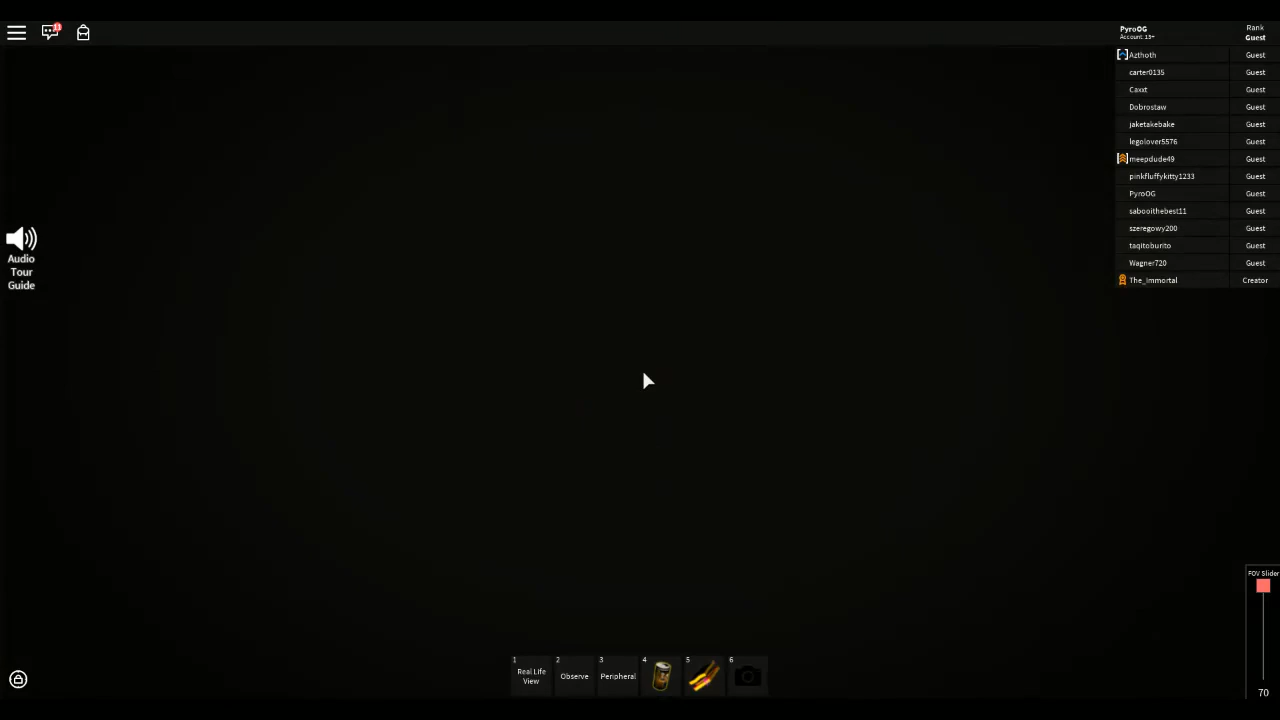 11
PyroOG
Account: 13+
Rank
Guest
Azthoth Guest
carter0135 Guest
Caxxt Guest
Dobrostaw Guest
jaketakebake Guest
legolover5576 Guest
meepdude49 Guest
pinkfluffykitty1233 Guest
PyroOG Guest
sabooithebest11 Guest
szeregowy200 Guest
taqitoburito Guest
Wagner720 Guest
The_Immortal Creator
Audio
Tour
Guide
FOV Slider
70
1 2 3 4 5 6
Real Life
View
Observe
Peripheral